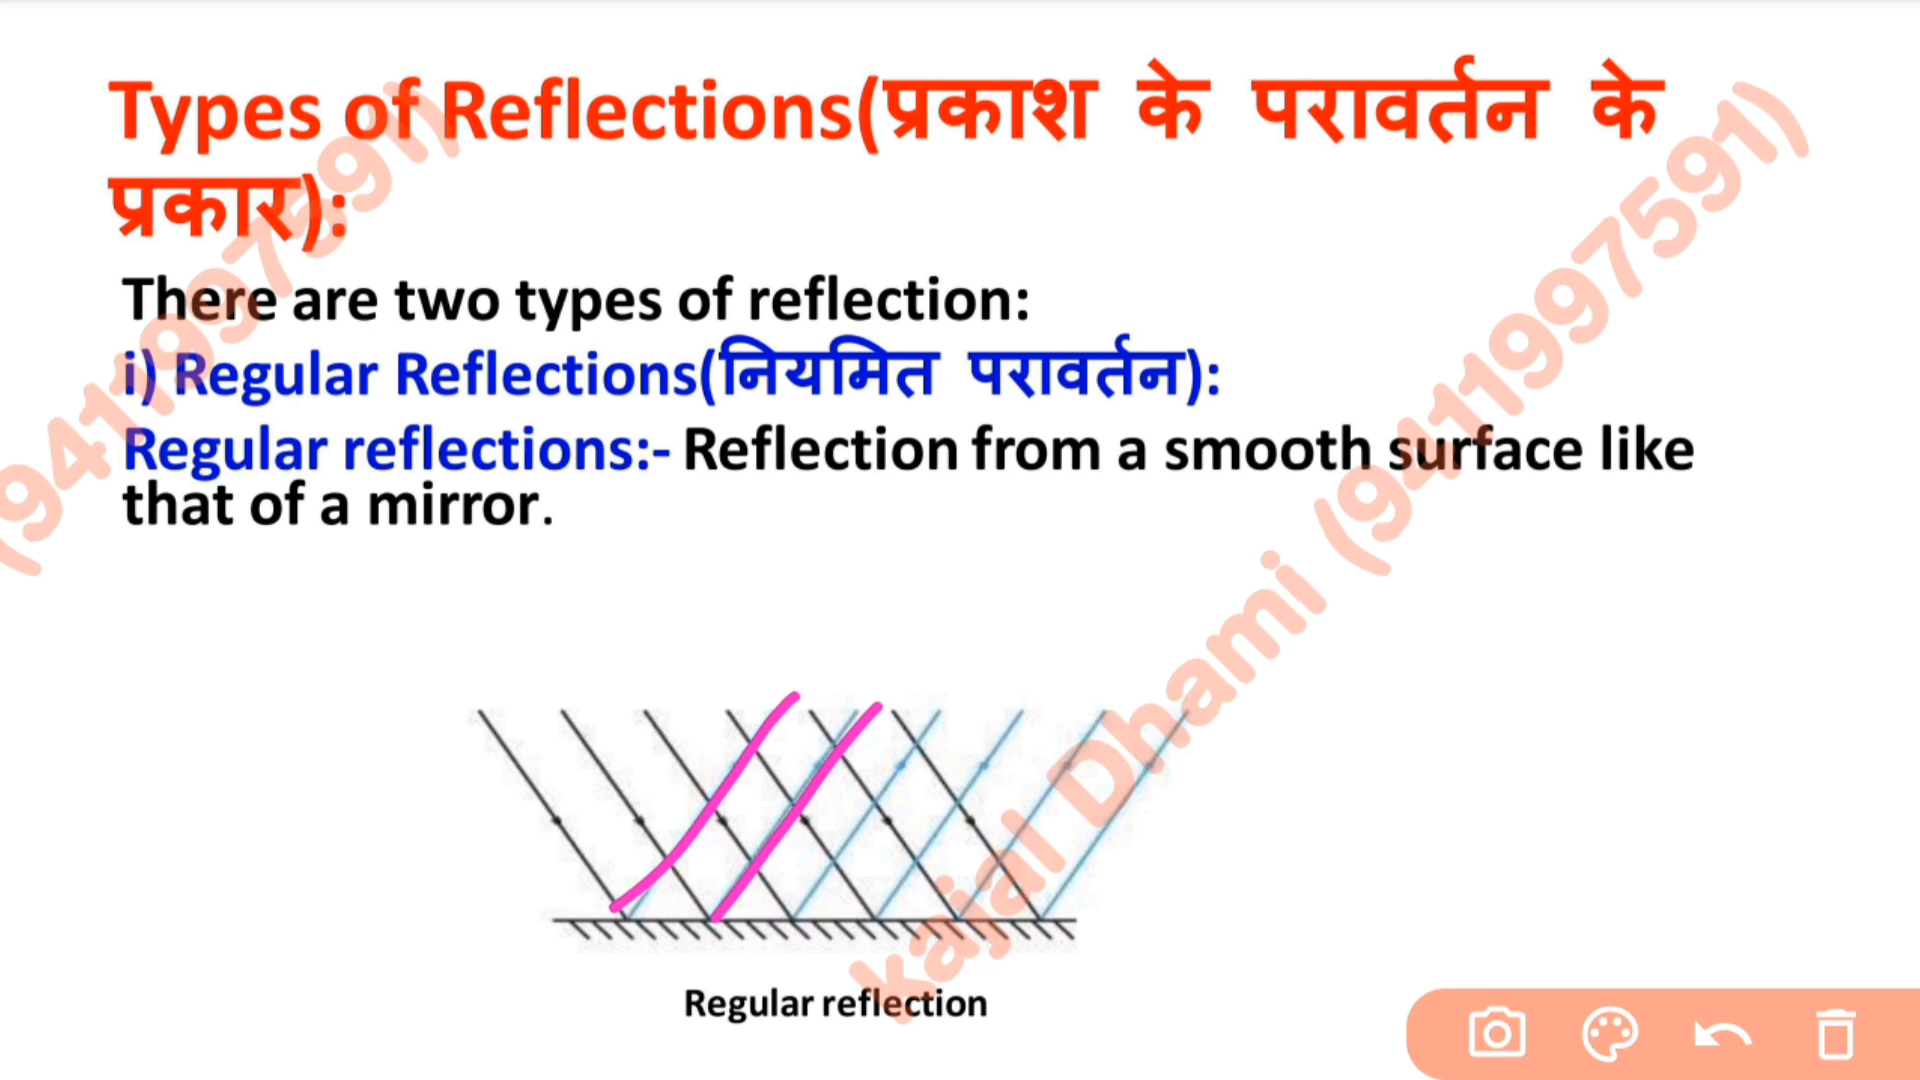 Types of Reflections(प्रकाश के परावर्तन के
प्रकार):
There are two types of reflection:
i) Regular Reflections(नियमित परावर्तन):
Regular reflections:- Reflection from a smooth surface like
that of a mirror.
(9411997591)
kajal Dhami (9411997591)
Regular reflection